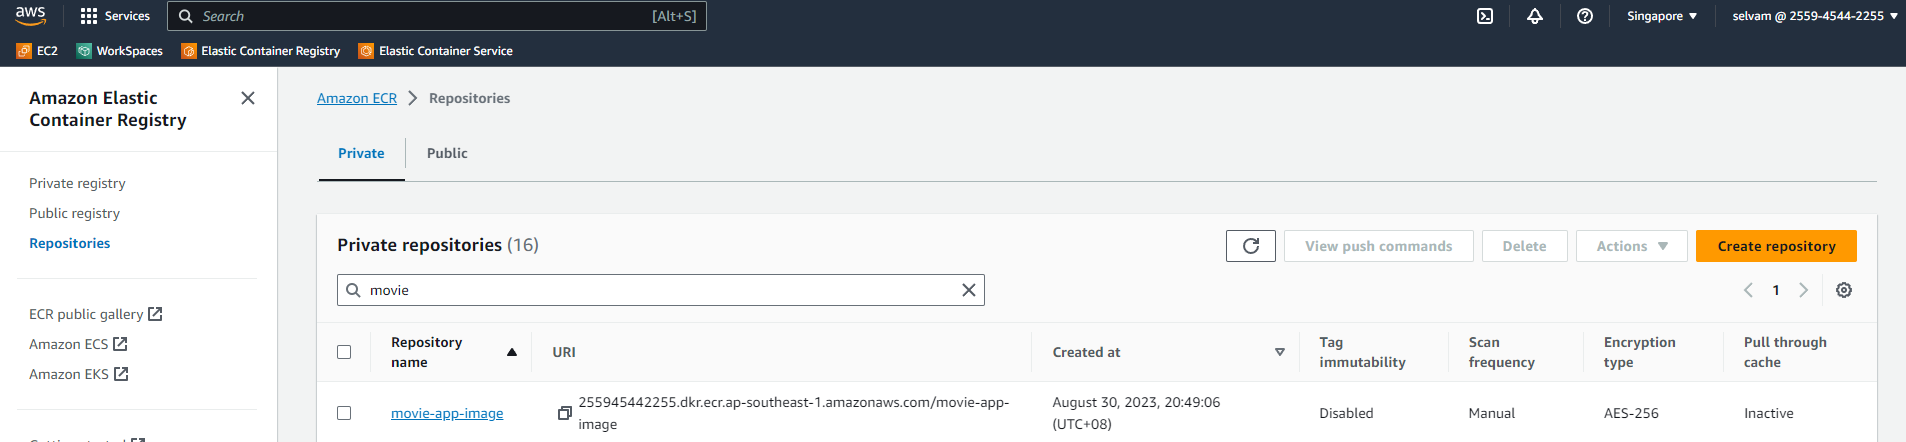 aws
Services
Search
[Alt+S]
Singapore
selvam @ 2559-4544-2255
EC2
WorkSpaces
Elastic Container Registry
Elastic Container Service
Amazon Elastic
Container Registry
Private registry
Public registry
Repositories
ECR public gallery
Amazon ECS
Amazon EKS
Amazon ECR
Repositories
Private
Public
Private repositories (16)
View push commands
Delete
Actions
Create repository
movie
1
Repository
name
URI
Created at
Tag
immutability
Scan
frequency
Encryption
type
Pull through
cache
movie-app-image
255945442255.dkr.ecr.ap-southeast-1.amazonaws.com/movie-app-
image
August 30, 2023, 20:49:06
(UTC+08)
Disabled
Manual
AES-256
Inactive